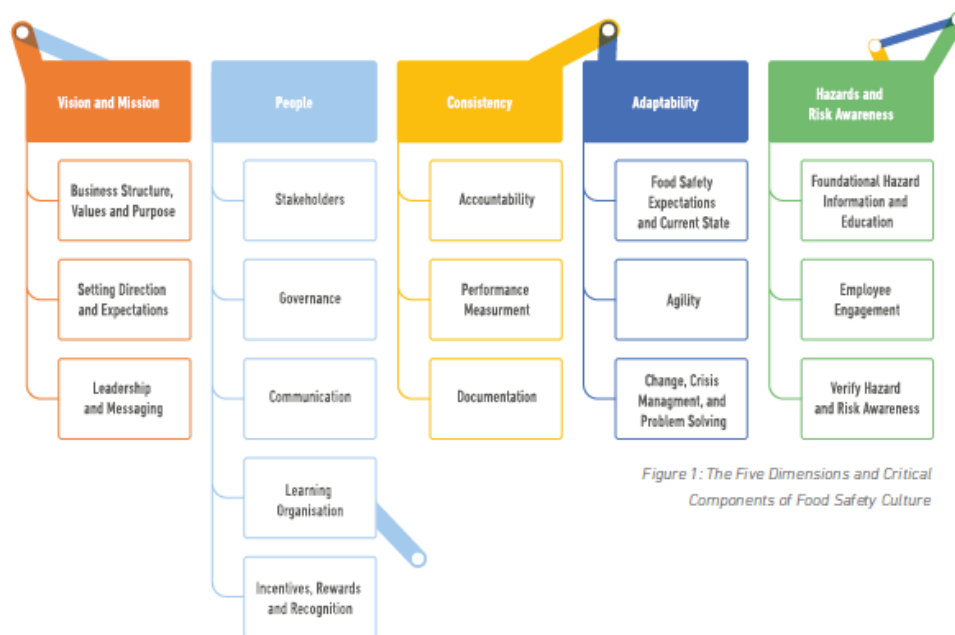 Vision and Mission
Business Structure,
Values and Purpose
Setting Direction
and Expectations
Leadership
and Messaging
People
Stakeholders
Governance
Communication
Learning
Organisation
Incentives, Rewards
and Recognition
Consistency
Accountability
Performance
Measurment
Documentation
Adaptability
Food Safety
Expectations
and Current State
Agility
Change, Crisis
Managment, and
Problem Solving
Hazards and
Risk Awareness
Foundational Hazard
Information and
Education
Employee
Engagement
Verify Hazard
and Risk Awareness
Figure 1: The Five Dimensions and Critical
Components of Food Safety Culture